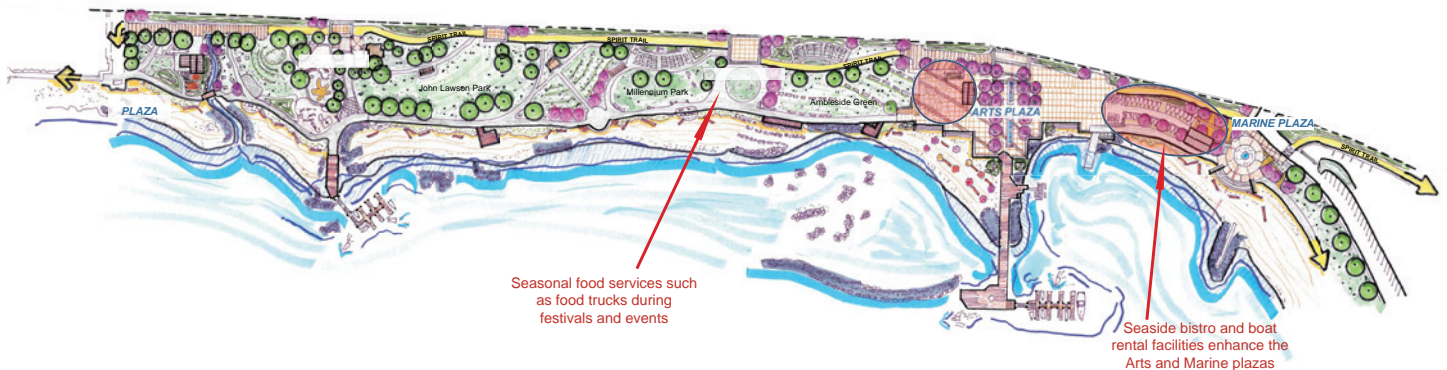 SPIRIT TRAIL
SPIRIT TRAIL
SPIRIT TRAIL
John Lawson Park
Millennium Park
Ambleside Green
PLAZA
ARTS PLAZA
MARINE PLAZA
SPIRIT TRAIL
Seasonal food services such
as food trucks during
festivals and events
Seaside bistro and boat
rental facilities enhance the
Arts and Marine plazas